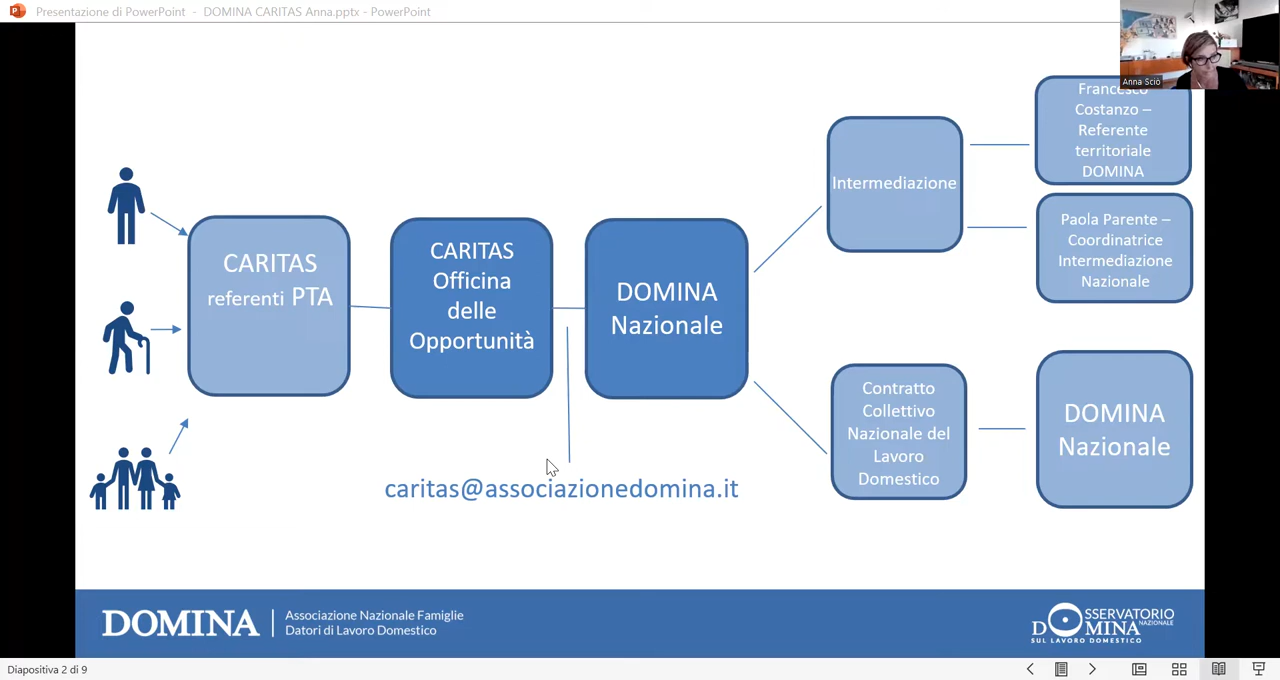 Presentazione di PowerPoint - DOMINA CARITAS Anna.pptx - PowerPoint
Anna Sciò
CARITAS
referenti PTA
CARITAS
Officina
delle
Opportunità
DOMINA
Nazionale
caritas@associazionedomina.it
Intermediazione
Francesco
Costanzo –
Referente
territoriale
DOMINA
Paola Parente –
Coordinatrice
Intermediazione
Nazionale
Contratto
Collettivo
Nazionale del
Lavoro
Domestico
DOMINA
Nazionale
DOMINA
Associazione Nazionale Famiglie
Datori di Lavoro Domestico
OSSERVATORIO
DOMINA NAZIONALE
SUL LAVORO DOMESTICO
Diapositiva 2 di 9